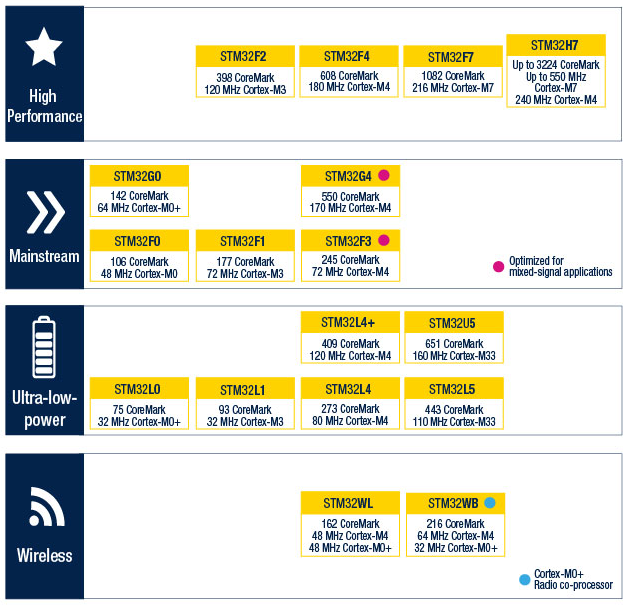 High
Performance
STM32F2
398 CoreMark
120 MHz Cortex-M3
STM32F4
608 CoreMark
180 MHz Cortex-M4
STM32F7
1082 CoreMark
216 MHz Cortex-M7
STM32H7
Up to 3224 CoreMark
Up to 550 MHz
Cortex-M7
240 MHz Cortex-M4
Mainstream
STM32G0
142 CoreMark
64 MHz Cortex-M0+
STM32G4
550 CoreMark
170 MHz Cortex-M4
STM32F0
106 CoreMark
48 MHz Cortex-M0
STM32F1
177 CoreMark
72 MHz Cortex-M3
STM32F3
245 CoreMark
72 MHz Cortex-M4
Optimized for
mixed-signal applications
Ultra-low-
power
STM32L4+
409 CoreMark
120 MHz Cortex-M4
STM32U5
651 CoreMark
160 MHz Cortex-M33
STM32L0
75 CoreMark
32 MHz Cortex-M0+
STM32L1
93 CoreMark
32 MHz Cortex-M3
STM32L4
273 CoreMark
80 MHz Cortex-M4
STM32L5
443 CoreMark
110 MHz Cortex-M33
Wireless
STM32WL
162 CoreMark
48 MHz Cortex-M4
48 MHz Cortex-M0+
STM32WB
216 CoreMark
64 MHz Cortex-M4
32 MHz Cortex-M0+
Cortex-M0+
Radio co-processor